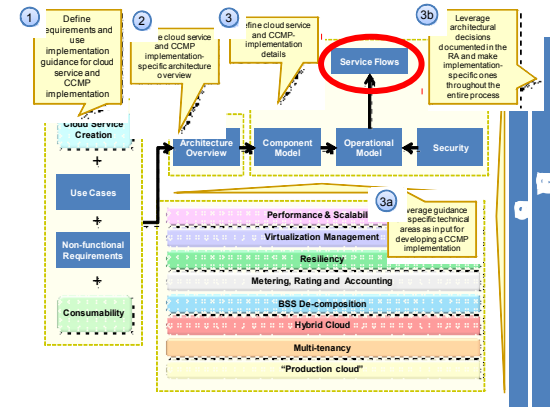 1
Define
equirements and
use
implementation
guidance for cloud
service and
CCMP
implementation
2
e cloud service
and CCMP
implementation-
specific architecture
overview
3
fine cloud service
and CCMP-
implementation
details
Service Flows
3b
Leverage
architectural
decisions
documented in the
RA and make
implementation-
specific ones
throughout the
entire process
Cloud Service
Creation
+
Use Cases
+
Non-functional
Requirements
+
Consumability
Architecture
Overview
Component
Model
Operational
Model
Security
3a
verage guidance
specific technical
areas as input for
developing a CCMP
implementation
Performance & Scalabil
Virtualization Management
Resiliency
Metering, Rating and Accounting
BSS De-composition
Hybrid Cloud
Multi-tenancy
“Production cloud”